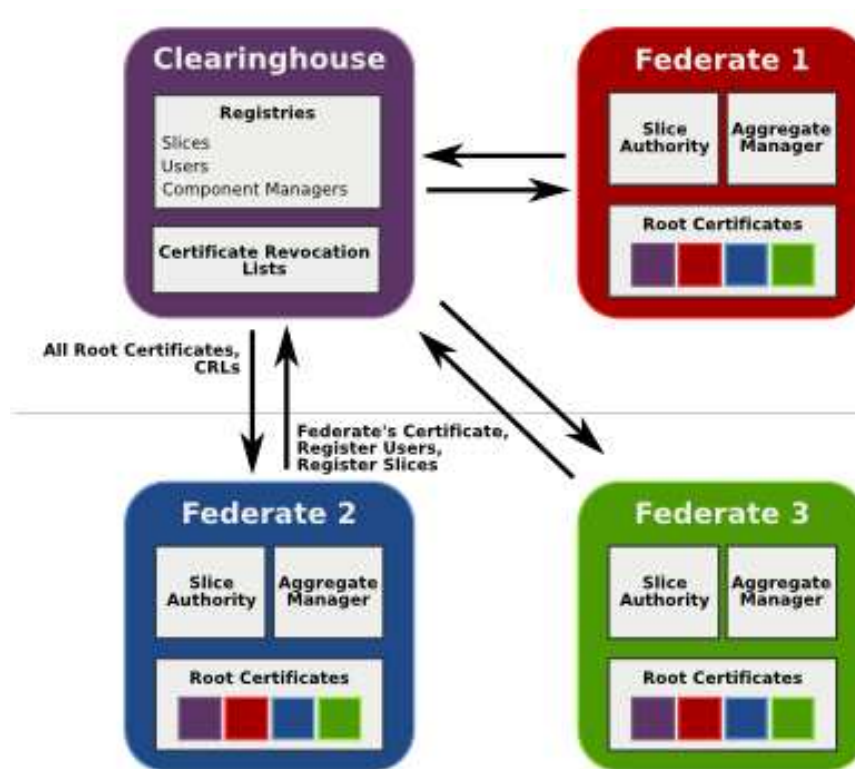 Clearinghouse
Registries
Slices
Users
Component Managers
Certificate Revocation
Lists
Federate 1
Slice
Authority
Aggregate
Manager
Root Certificates
All Root Certificates,
CRLs
Federate's Certificate,
Register Users,
Register Slices
Federate 2
Slice
Authority
Aggregate
Manager
Root Certificates
Federate 3
Slice
Authority
Aggregate
Manager
Root Certificates